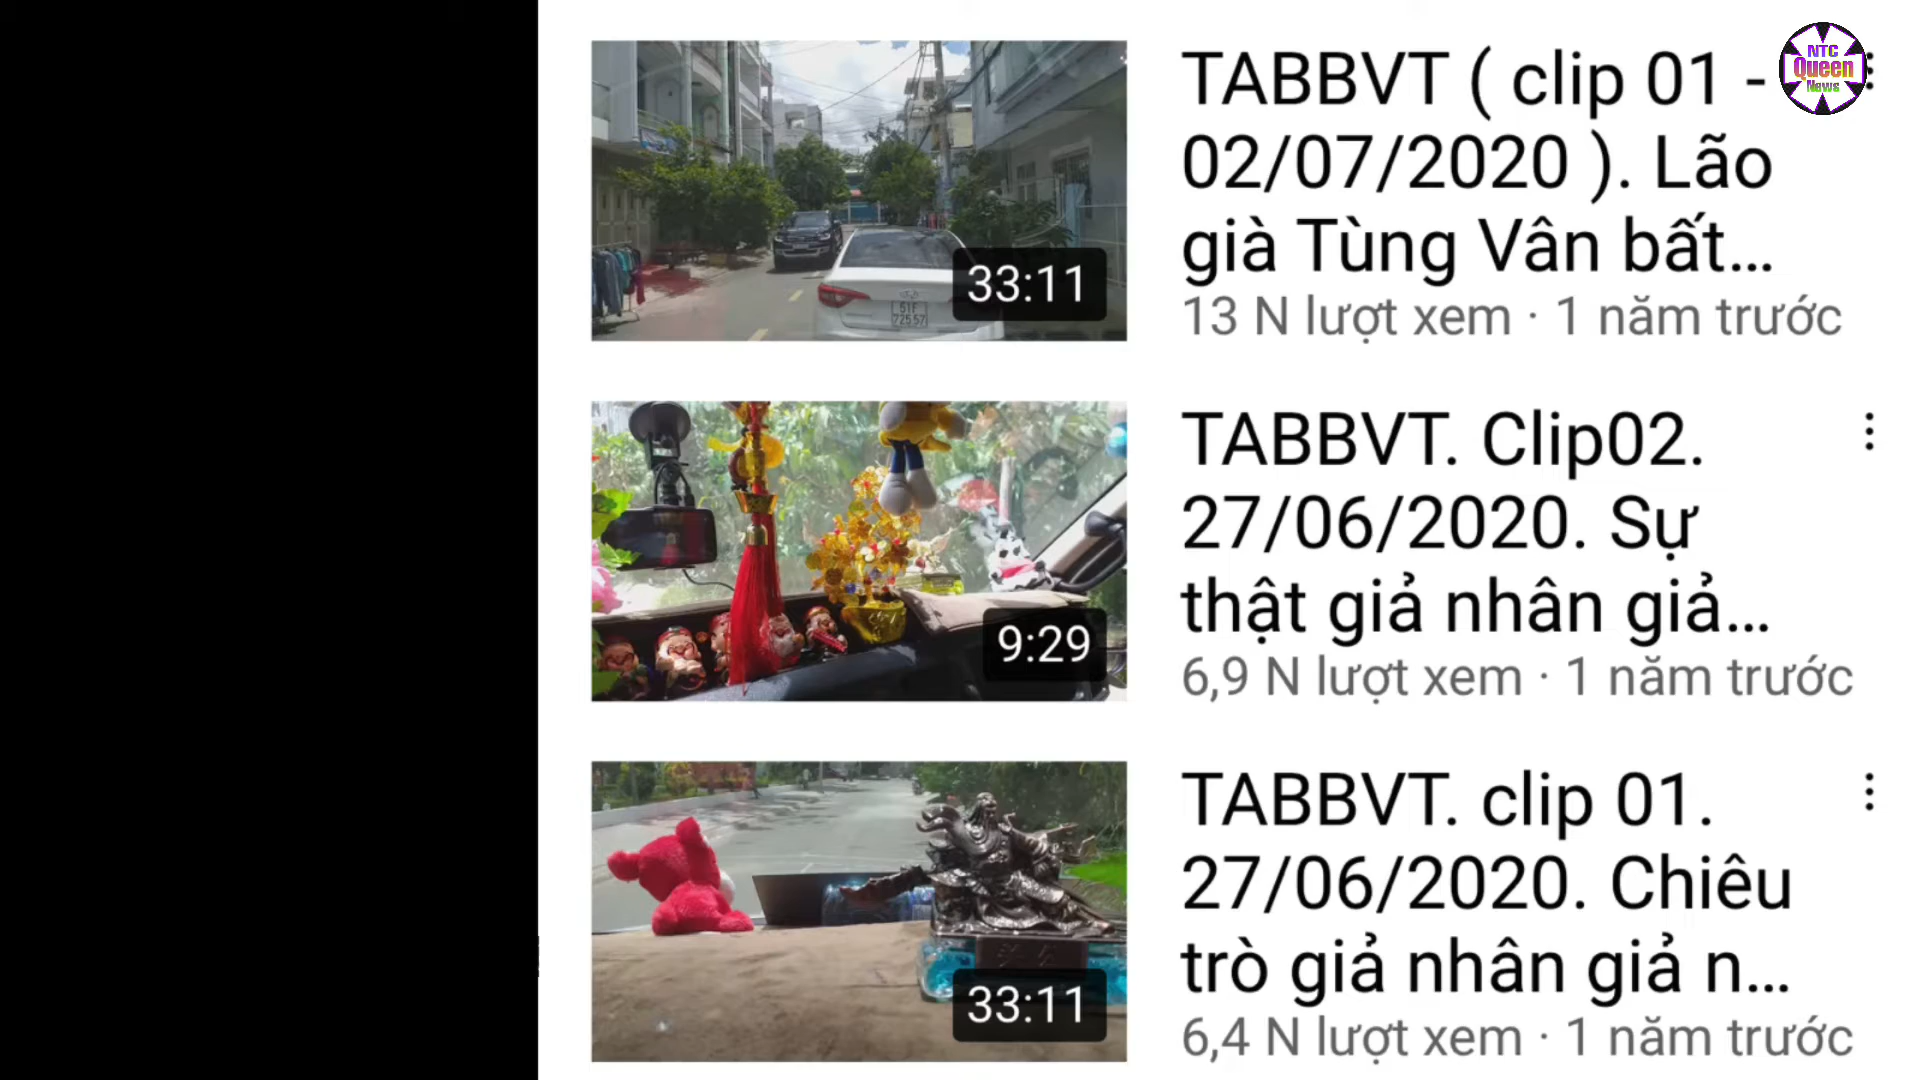 TABBVT ( clip 01 -
02/07/2020 ). Lão
già Tùng Vân bất...
13 N lượt xem · 1 năm trước
33:11
51F
725.57
NTC
Queen
News
TABBVT. Clip02.
27/06/2020. Sự
thật giả nhân giả...
6,9 N lượt xem · 1 năm trước
9:29
TABBVT. clip 01.
27/06/2020. Chiêu
trò giả nhân giả n...
6,4 N lượt xem · 1 năm trước
33:11